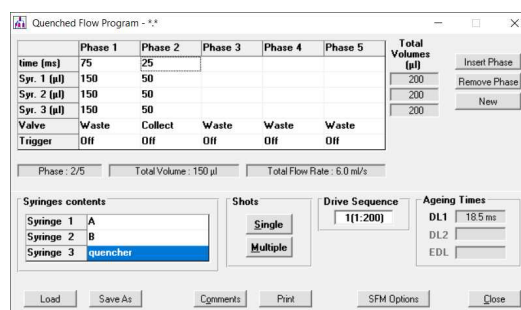 Quenched Flow Program - *.*
Phase 1 Phase 2 Phase 3 Phase 4 Phase 5 Total Volumes (µl)
time (ms) 75 25
Syr. 1 (µl) 150 50 200
Syr. 2 (µl) 150 50 200
Syr. 3 (µl) 150 50 200
Valve Waste Collect Waste Waste Waste
Trigger Off Off Off Off Off
Insert Phase
Remove Phase
New
Phase : 2/5 Total Volume : 150 µl Total Flow Rate : 6.0 ml/s
Syringes contents
Syringe 1 A
Syringe 2 B
Syringe 3 quencher
Shots
Single
Multiple
Drive Sequence
1(1:200)
Ageing Times
DL1 18.5 ms
DL2
EDL
Load Save As Comments Print SFM Options Close